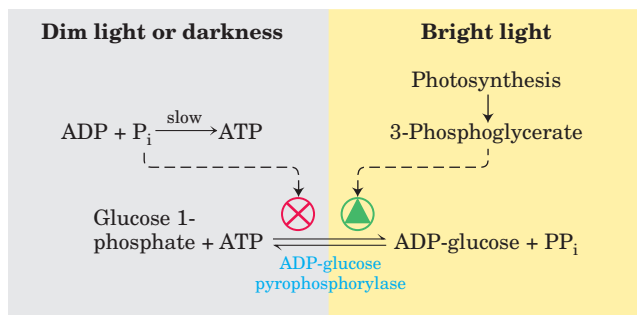 Dim light or darkness
Bright light
Photosynthesis
ADP + Pi slow ATP
3-Phosphoglycerate
Glucose 1-
phosphate + ATP
ADP-glucose + PPi
ADP-glucose
pyrophosphorylase